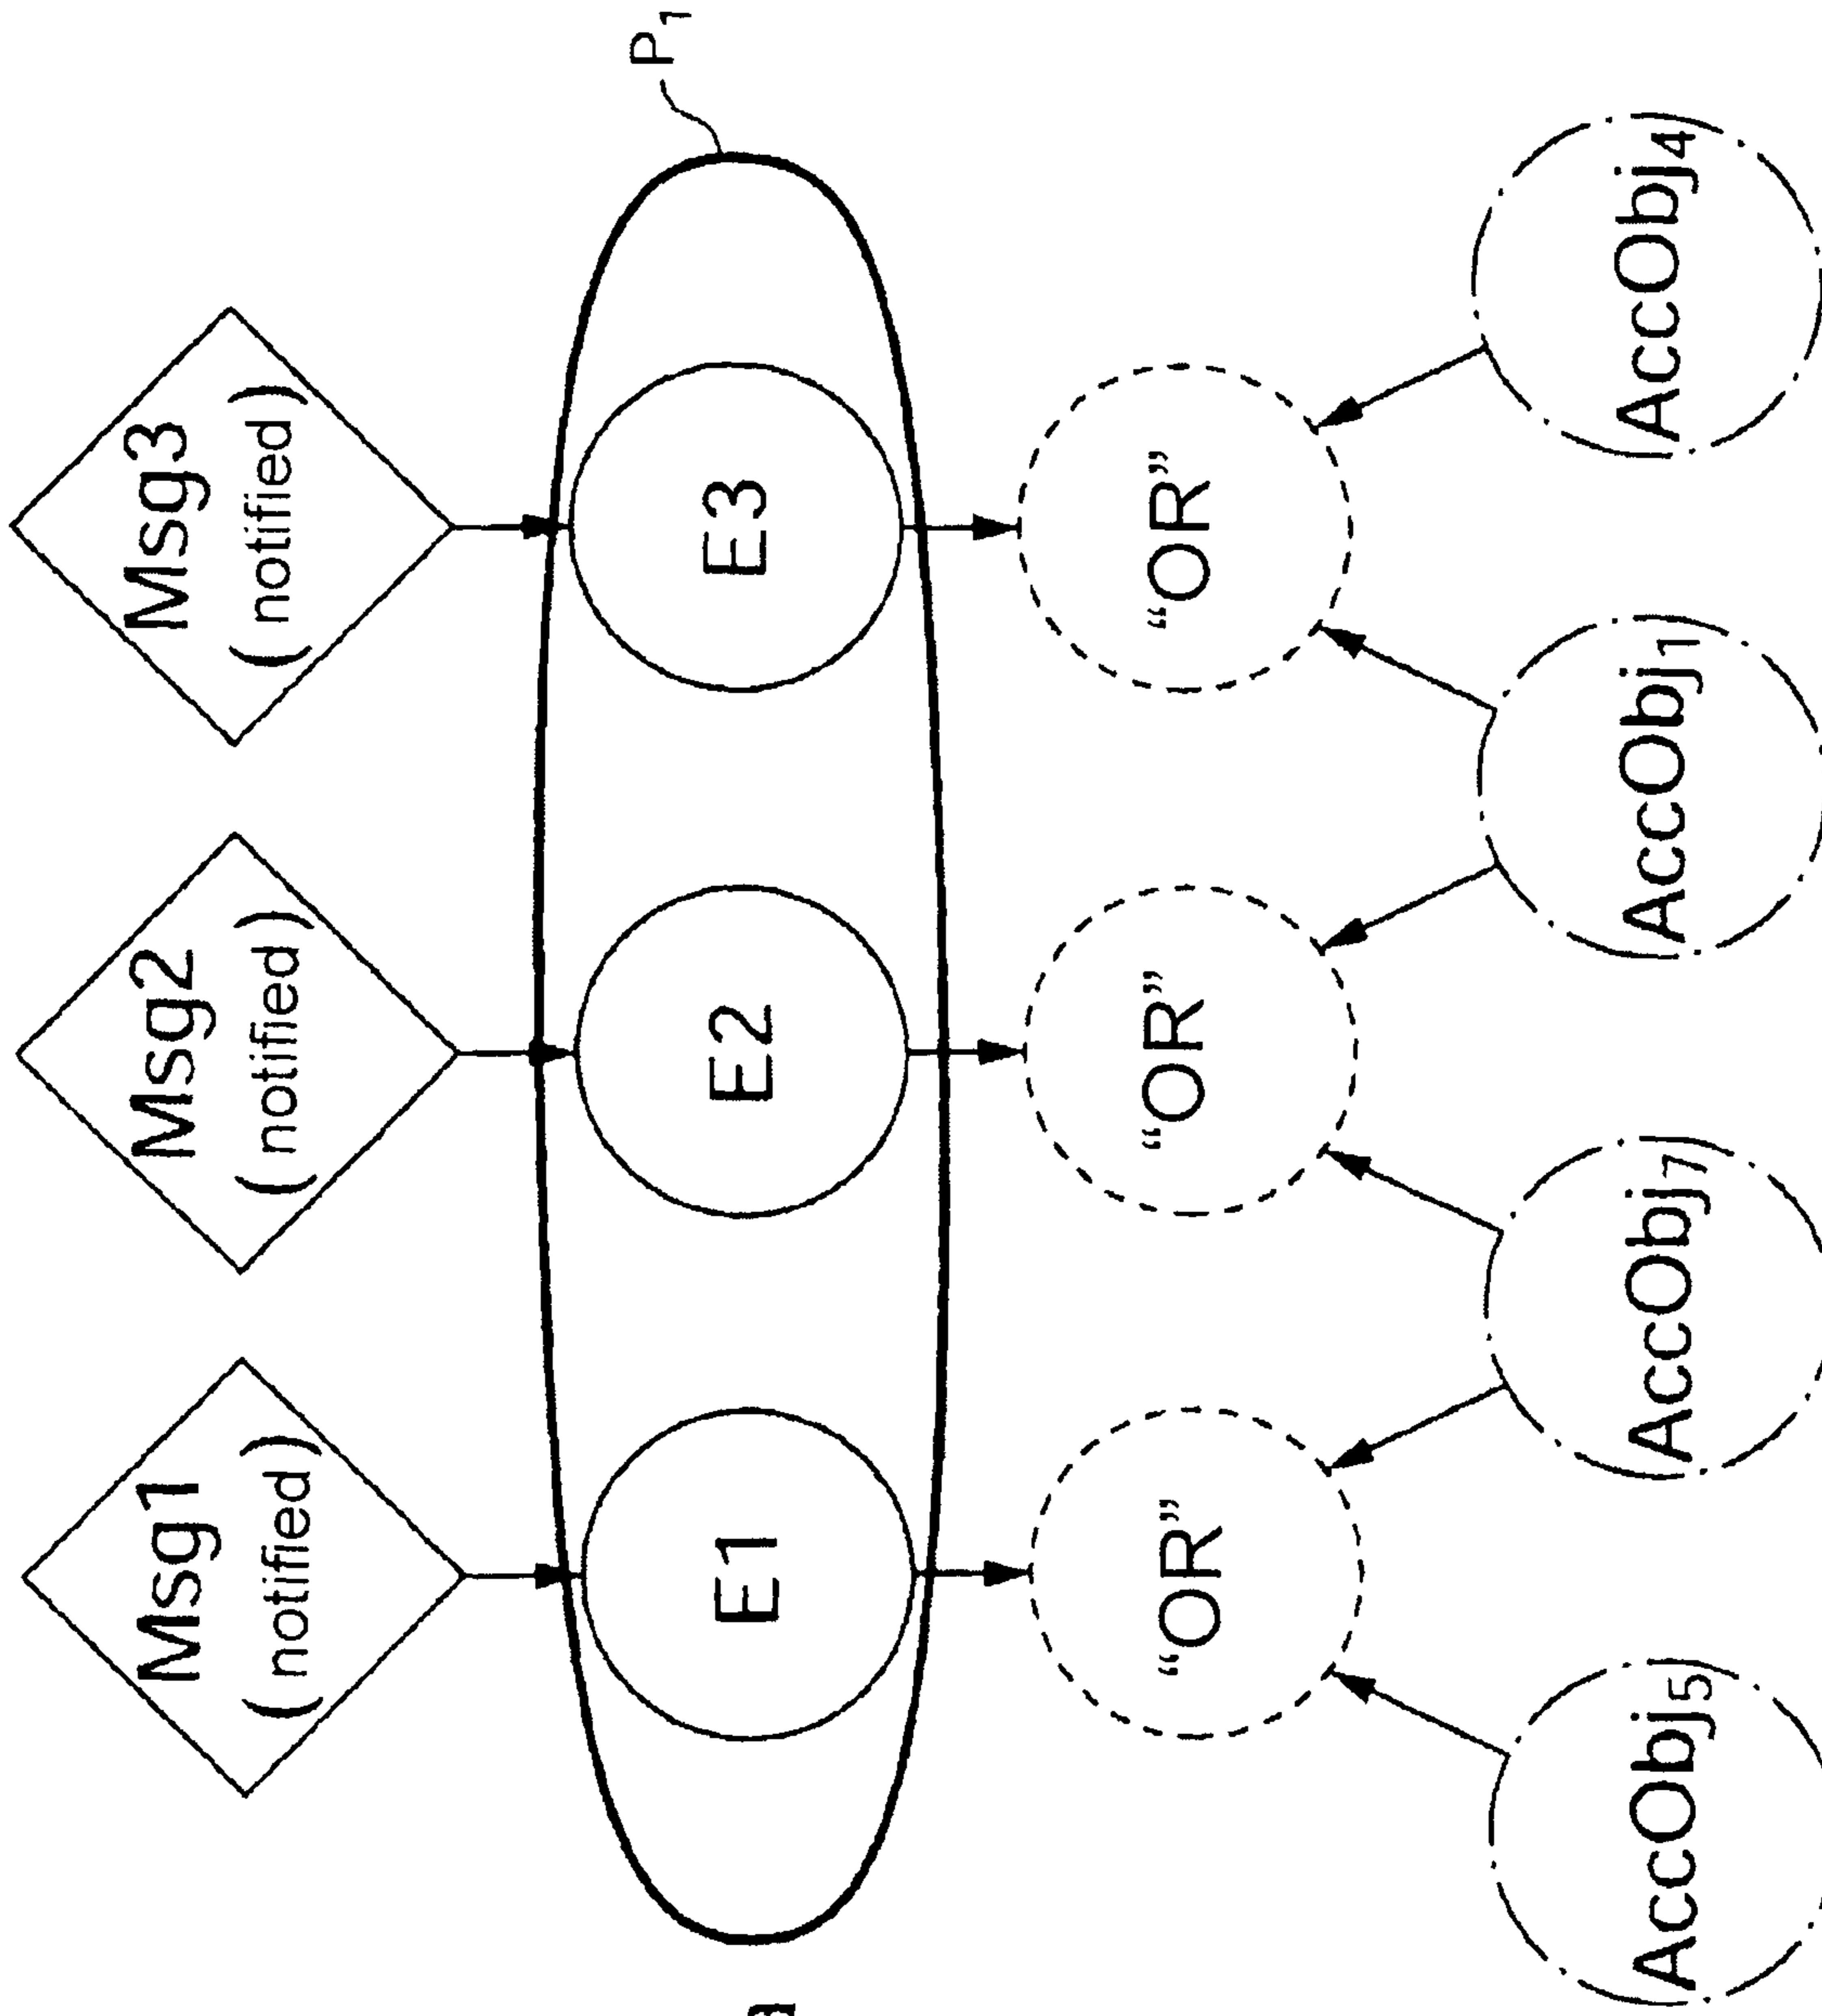 Msg1
( notified )
Msg2
( notified )
Msg3
( notified )
P1
E1
E2
E3
“OR”
“OR”
“OR”
AccObj5
AccObj7
AccObj1
AccObj4